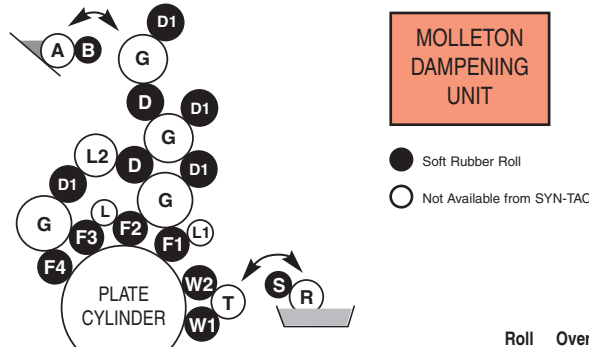 D1
A B
G
MOLLETON
DAMPENING
UNIT
D
D1
G
L2
D
D1
Soft Rubber Roll
D1
G
Not Available from SYN-TAC
G
L
F3
F2
F1
L1
F4
W2
S
R
T
PLATE
CYLINDER
W1
Roll Over